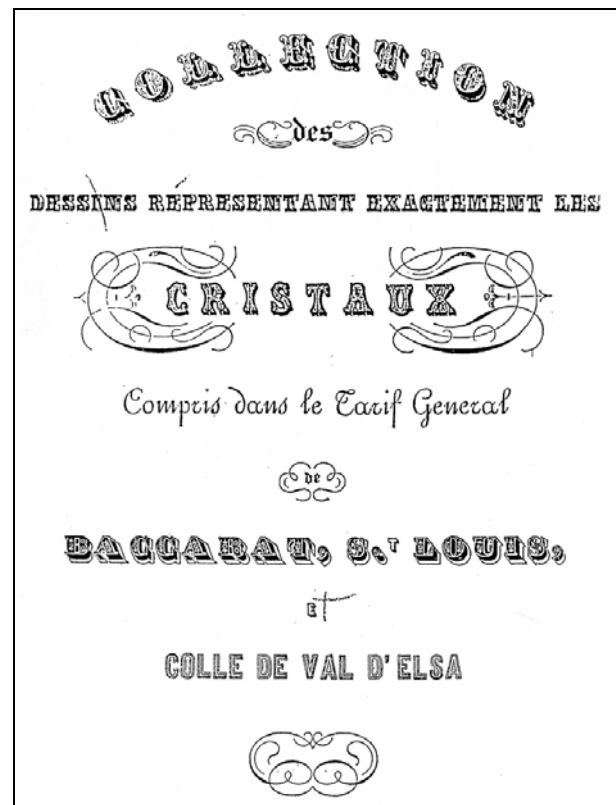 COLLECTION
des
DESSINS REPRESENTANT EXACTEMENT LES
CRISTAUX
Compris dans le Tarif General
de
BACCARAT, S.T LOUIS,
ET
COLLE DE VAL D'ELSA